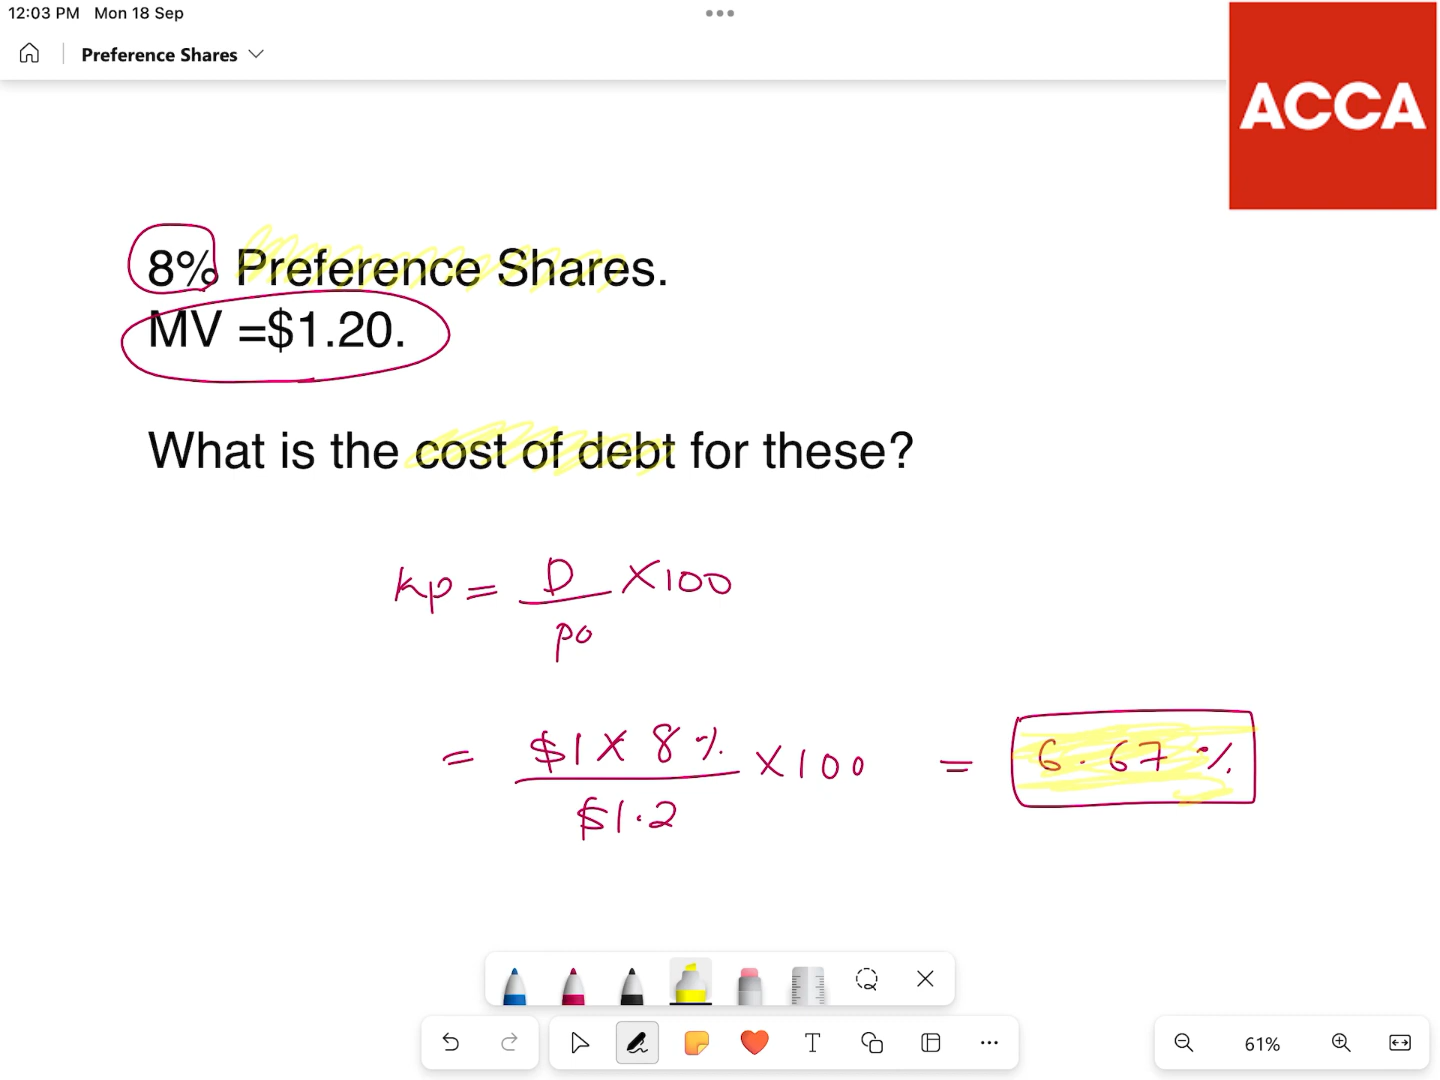 12:03 PM Mon 18 Sep
Preference Shares
ACCA
8% Preference Shares.
MV =$1.20.
What is the cost of debt for these?
kp = D/po X100
= $1 X 8%/$1.2 X100 = 6.67%
T
61%